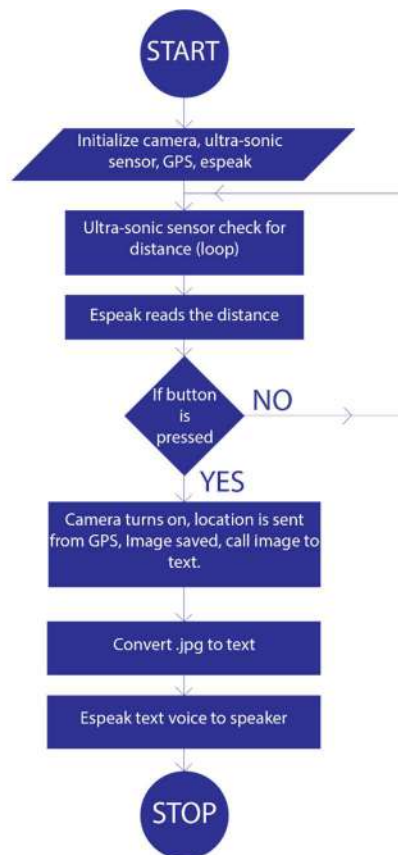 START
Initialize camera, ultra-sonic
sensor, GPS, espeak
Ultra-sonic sensor check for
distance (loop)
Espeak reads the distance
If button
is
pressed
NO
YES
Camera turns on, location is sent
from GPS, Image saved, call image to
text.
Convert .jpg to text
Espeak text voice to speaker
STOP